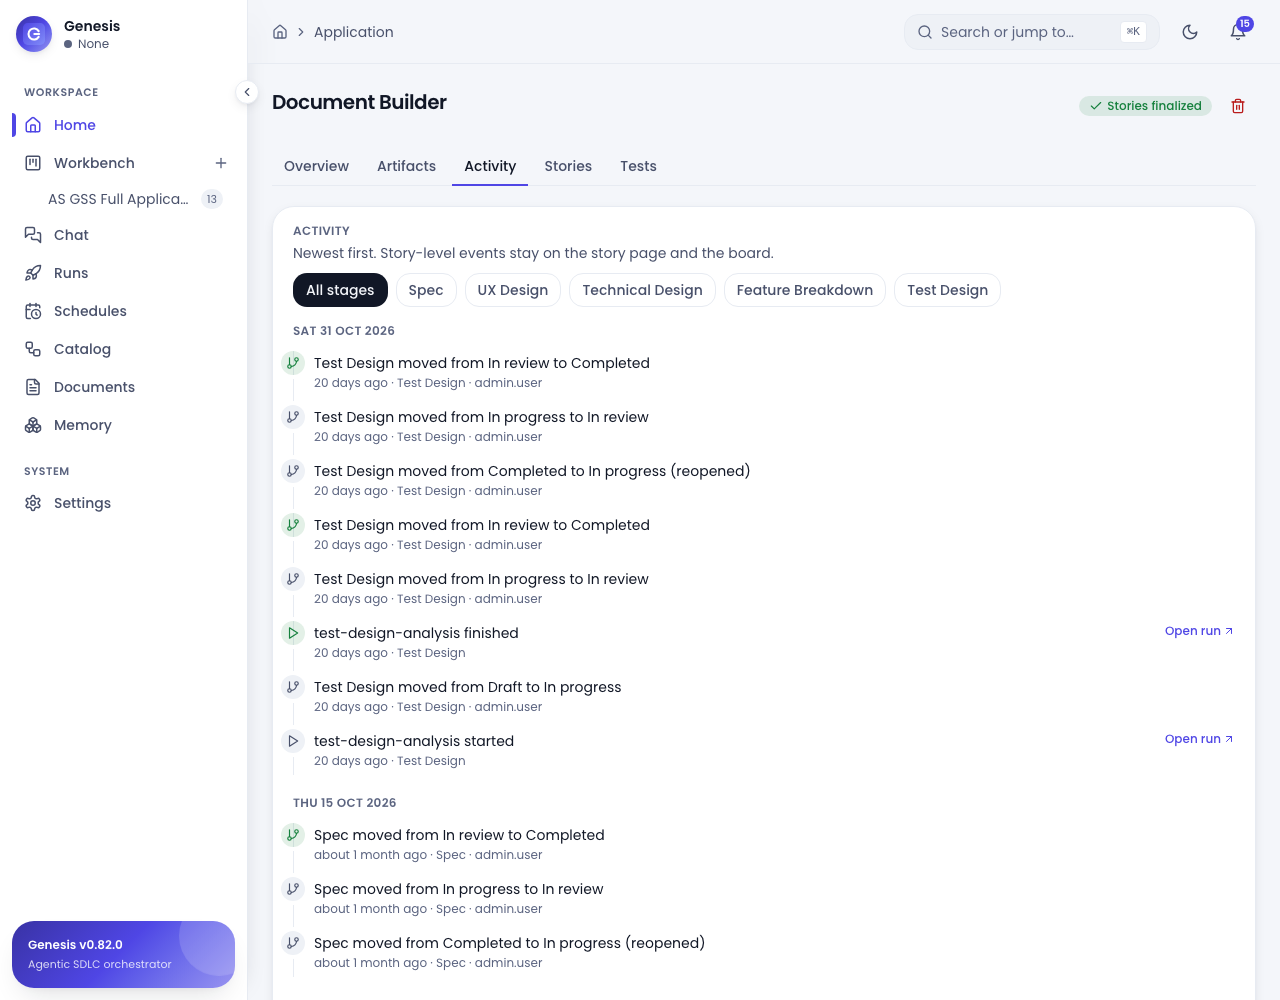 Genesis
None
WORKSPACE
Home
Workbench
AS GSS Full Applica...
13
Chat
Runs
Schedules
Catalog
Documents
Memory
SYSTEM
Settings
Genesis v0.82.0
Agentic SDLC orchestrator
Application
Search or jump to...
⌘K
15
Document Builder
Stories finalized
Overview
Artifacts
Activity
Stories
Tests
ACTIVITY
Newest first. Story-level events stay on the story page and the board.
All stages
Spec
UX Design
Technical Design
Feature Breakdown
Test Design
SAT 31 OCT 2026
Test Design moved from In review to Completed
20 days ago · Test Design · admin.user
Test Design moved from In progress to In review
20 days ago · Test Design · admin.user
Test Design moved from Completed to In progress (reopened)
20 days ago · Test Design · admin.user
Test Design moved from In review to Completed
20 days ago · Test Design · admin.user
Test Design moved from In progress to In review
20 days ago · Test Design · admin.user
test-design-analysis finished
Open run
20 days ago · Test Design
Test Design moved from Draft to In progress
20 days ago · Test Design · admin.user
test-design-analysis started
Open run
20 days ago · Test Design
THU 15 OCT 2026
Spec moved from In review to Completed
about 1 month ago · Spec · admin.user
Spec moved from In progress to In review
about 1 month ago · Spec · admin.user
Spec moved from Completed to In progress (reopened)
about 1 month ago · Spec · admin.user